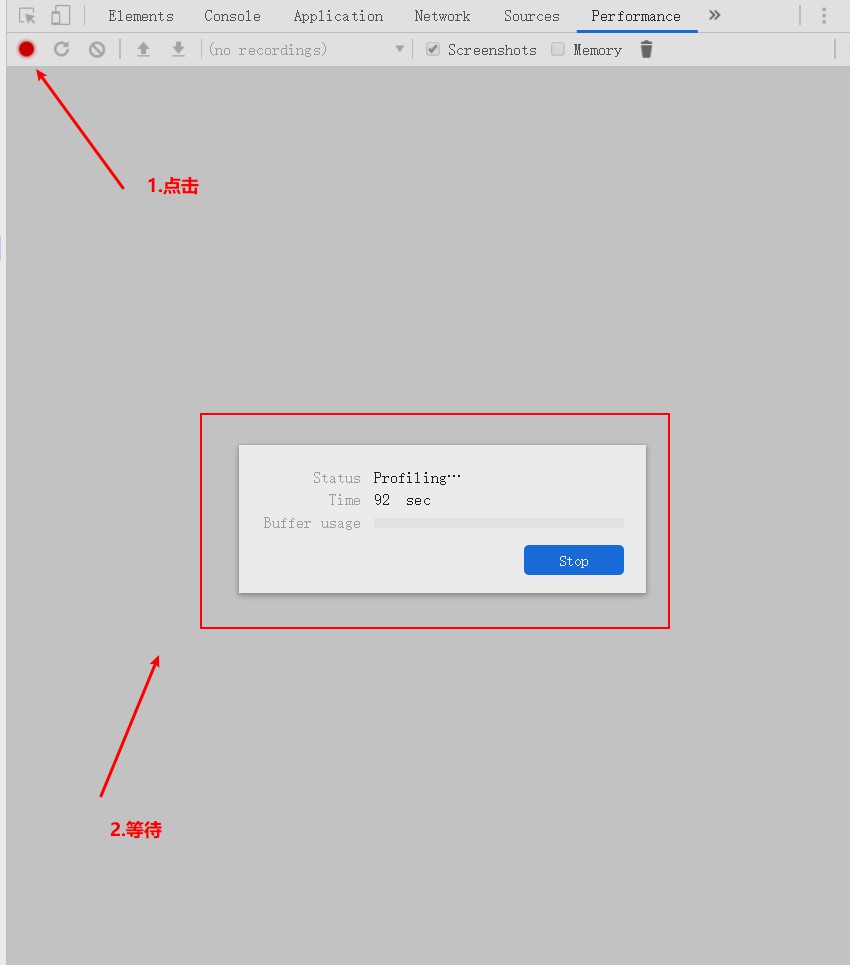 Elements Console Application Network Sources Performance »
(no recordings) Screenshots Memory
1.点击
Status Profiling…
Time 92 sec
Buffer usage
Stop
2.等待